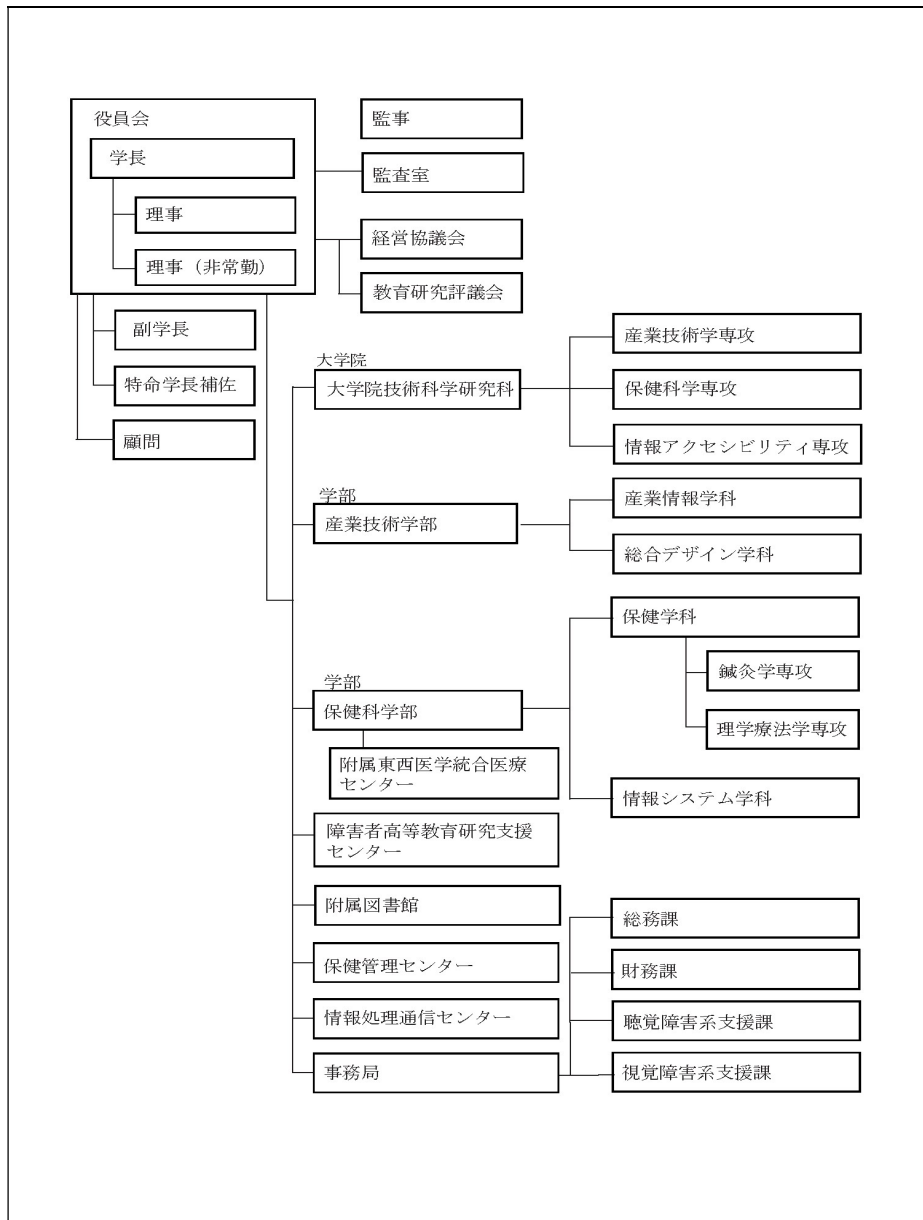 役員会
学長
理事
理事（非常勤）
監事
監査室
経営協議会
教育研究評議会
副学長
特命学長補佐
顧問
大学院
大学院技術科学研究科
産業技術学専攻
保健科学専攻
情報アクセシビリティ専攻
学部
産業技術学部
産業情報学科
総合デザイン学科
学部
保健科学部
附属東西医学統合医療
センター
保健学科
鍼灸学専攻
理学療法学専攻
情報システム学科
障害者高等教育研究支援
センター
附属図書館
保健管理センター
情報処理通信センター
事務局
総務課
財務課
聴覚障害系支援課
視覚障害系支援課